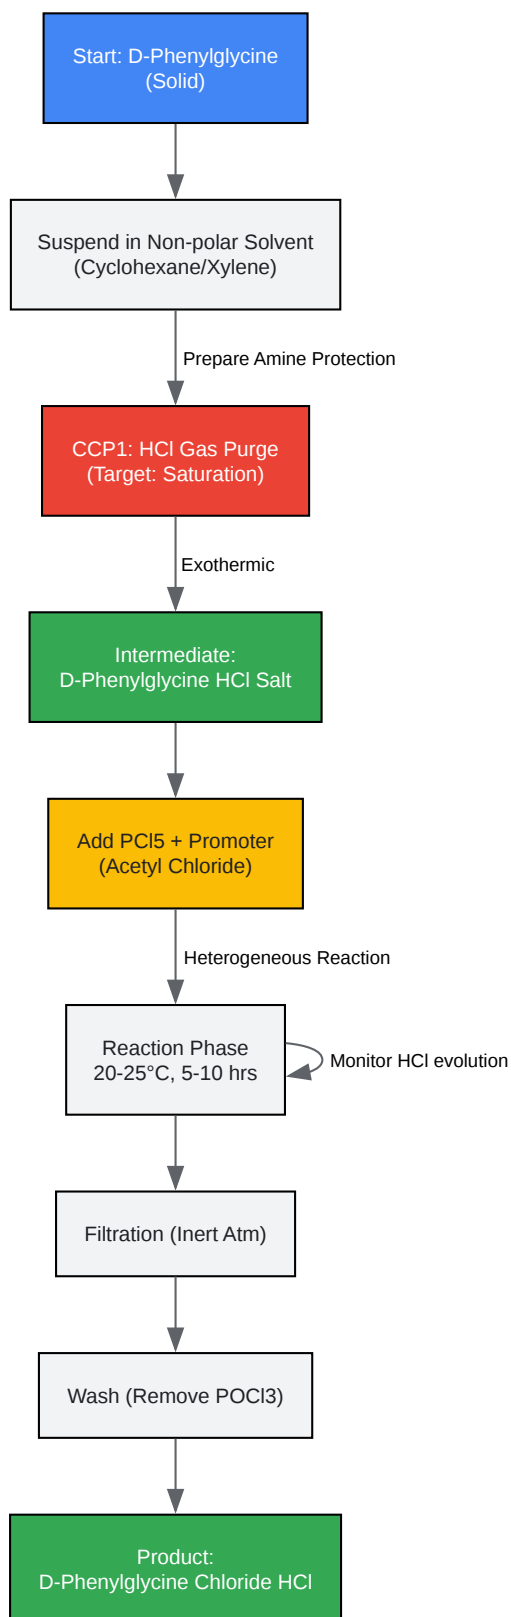 Start: D-Phenylglycine
(Solid)
Suspend in Non-polar Solvent
(Cyclohexane/Xylene)
Prepare Amine Protection
CCP1: HCl Gas Purge
(Target: Saturation)
Exothermic
Intermediate:
D-Phenylglycine HCl Salt
Add PCl5 + Promoter
(Acetyl Chloride)
Heterogeneous Reaction
Reaction Phase
20-25°C, 5-10 hrs
Monitor HCl evolution
Filtration (Inert Atm)
Wash (Remove POCl3)
Product:
D-Phenylglycine Chloride HCl